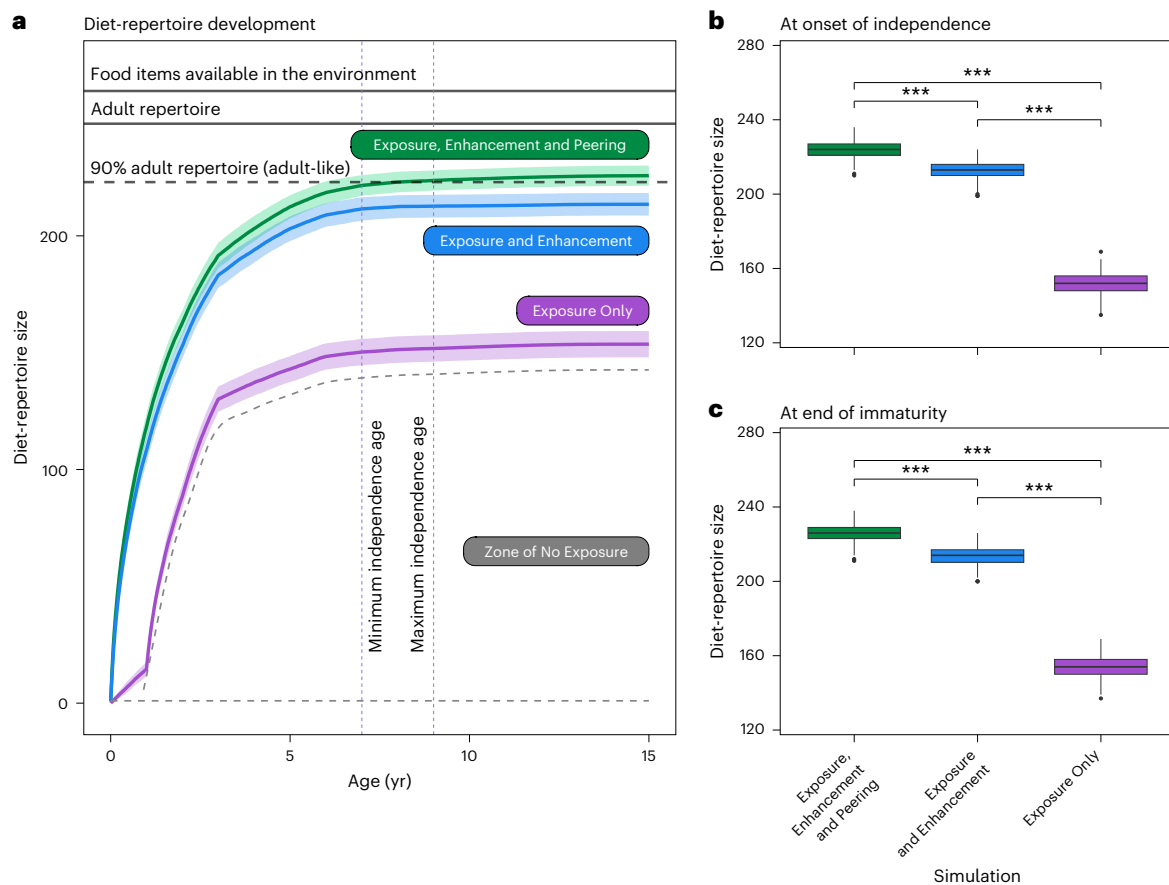 a
Diet-repertoire development
Food items available in the environment
Adult repertoire
Exposure, Enhancement and Peering
90% adult repertoire (adult-like)
Exposure and Enhancement
Exposure Only
Zone of No Exposure
Minimum independence age
Maximum independence age
200
100
0
Diet-repertoire size
0
5
10
15
Age (yr)
b
At onset of independence
280
240
200
160
120
Diet-repertoire size
***
***
***
c
At end of immaturity
280
240
200
160
120
Diet-repertoire size
***
***
***
Exposure,
Enhancement
and Peering
Exposure
and Enhancement
Exposure Only
Simulation